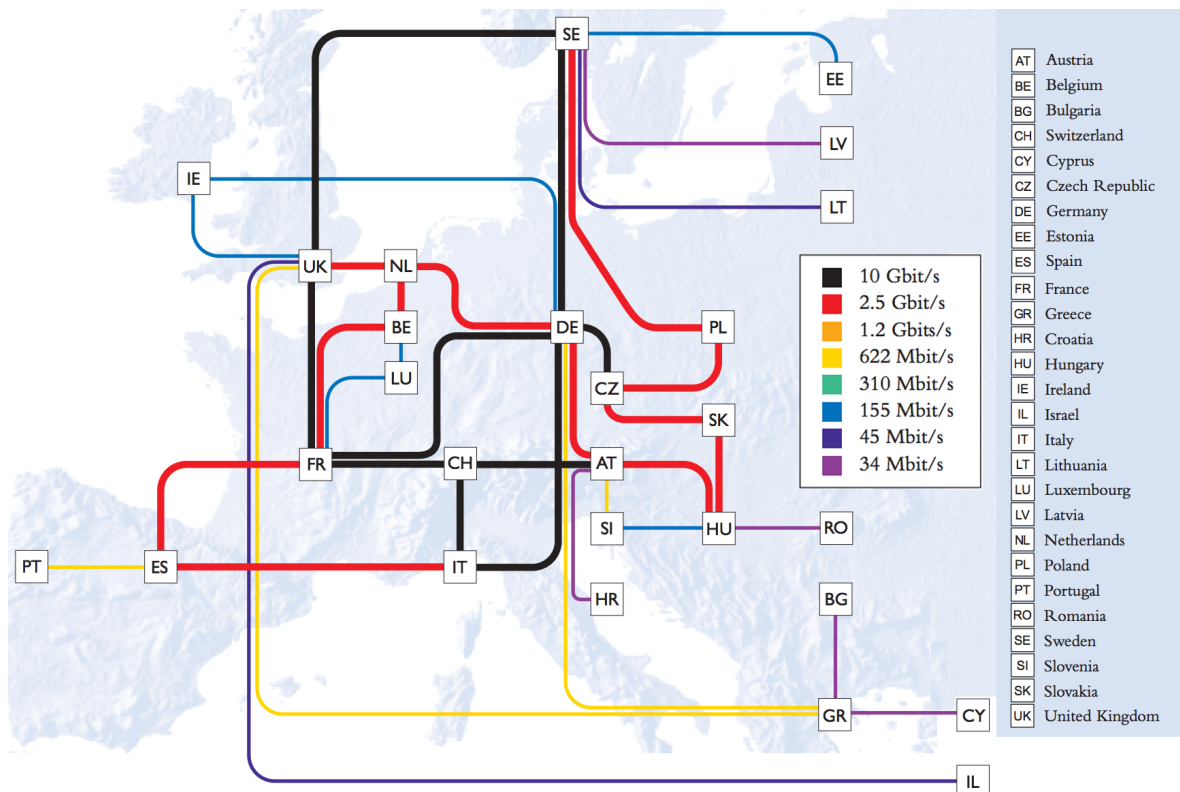 SE
EE
LV
IE
LT
UK
NL
BE
DE
PL
LU
CZ
SK
FR
CH
AT
SI
HU
RO
PT
ES
IT
HR
BG
GR
CY
IL
10 Gbit/s
2.5 Gbit/s
1.2 Gbits/s
622 Mbit/s
310 Mbit/s
155 Mbit/s
45 Mbit/s
34 Mbit/s
AT Austria
BE Belgium
BG Bulgaria
CH Switzerland
CY Cyprus
CZ Czech Republic
DE Germany
EE Estonia
ES Spain
FR France
GR Greece
HR Croatia
HU Hungary
IE Ireland
IL Israel
IT Italy
LT Lithuania
LU Luxembourg
LV Latvia
NL Netherlands
PL Poland
PT Portugal
RO Romania
SE Sweden
SI Slovenia
SK Slovakia
UK United Kingdom